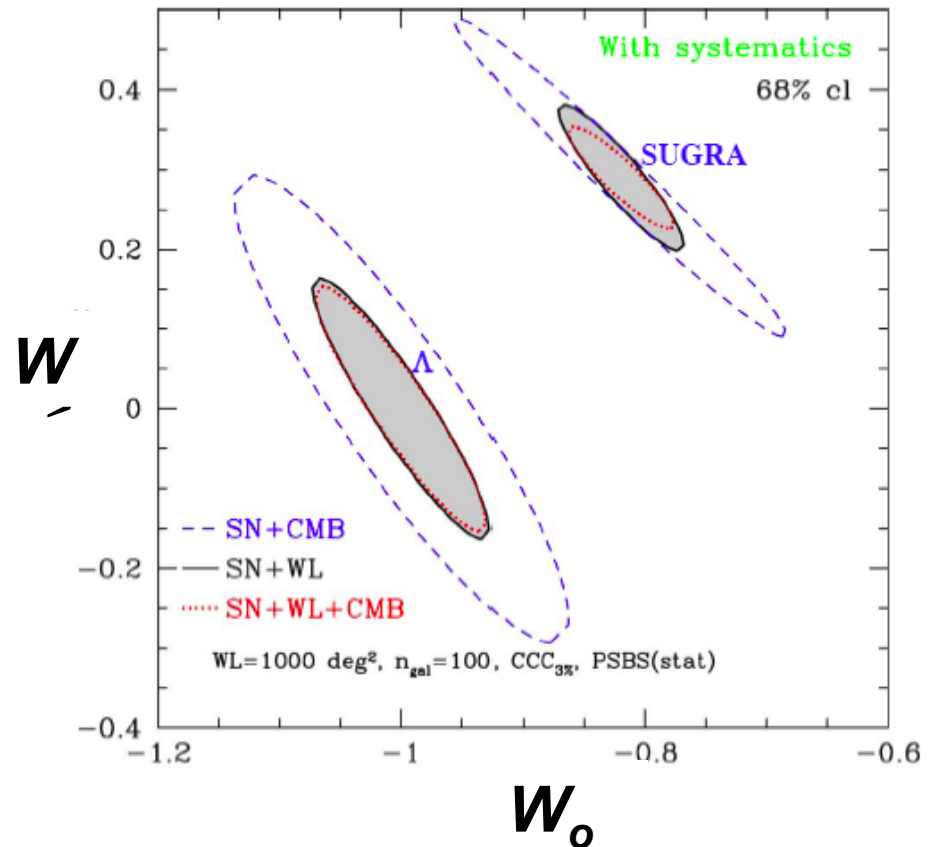 With systematics
0.4
68% cl
SUGRA
0.2
W´
Λ
0
SN+CMB
−0.2
SN+WL
SN+WL+CMB
WL=1000 deg², n_gal=100, CCC_3%, PSBS(stat)
−0.4
−1.2 −1 −0.8 −0.6
W_o